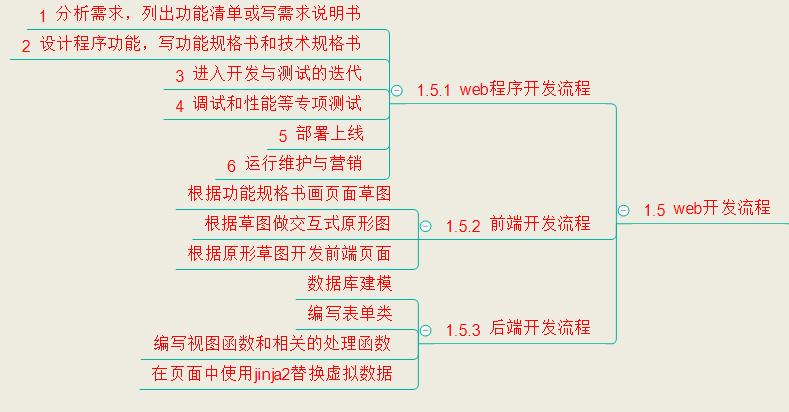 1 分析需求，列出功能清单或写需求说明书
2 设计程序功能，写功能规格书和技术规格书
3 进入开发与测试的迭代
4 调试和性能等专项测试
5 部署上线
6 运行维护与营销
1.5.1 web程序开发流程
根据功能规格书画页面草图
根据草图做交互式原形图
根据原形草图开发前端页面
1.5.2 前端开发流程
数据库建模
编写表单类
编写视图函数和相关的处理函数
在页面中使用jinja2替换虚拟数据
1.5.3 后端开发流程
1.5 web开发流程